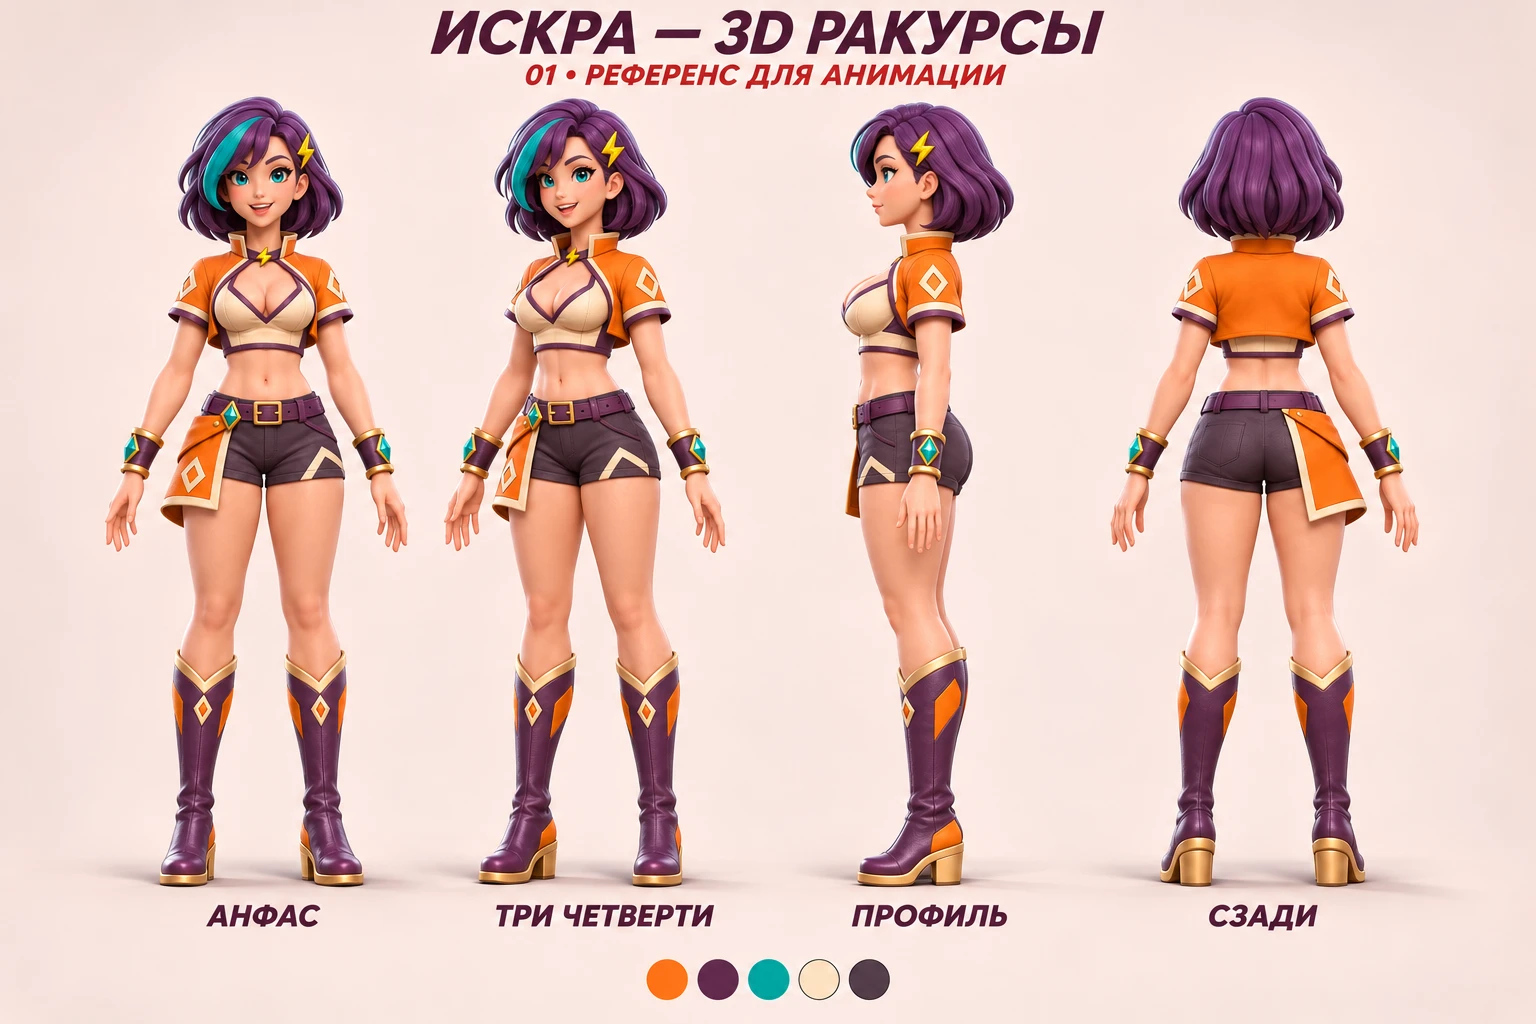 ИСКРА — 3D РАКУРСЫ
01 • РЕФЕРЕНС ДЛЯ АНИМАЦИИ
АНФАС
ТРИ ЧЕТВЕРТИ
ПРОФИЛЬ
СЗАДИ